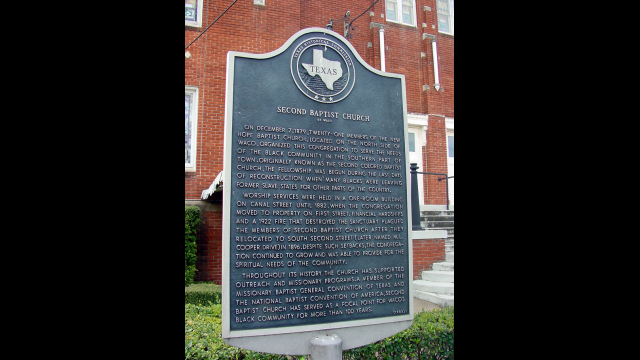 TEXAS HISTORICAL COMMISSION
TEXAS
SECOND BAPTIST CHURCH
OF WACO
ON DECEMBER 7, 1879, TWENTY-ONE MEMBERS OF THE NEW
HOPE BAPTIST CHURCH, LOCATED ON THE NORTH SIDE OF
WACO, ORGANIZED THIS CONGREGATION TO SERVE THE NEEDS
OF THE BLACK COMMUNITY IN THE SOUTHERN PART OF
TOWN. ORIGINALLY KNOWN AS THE SECOND COLORED BAPTIST
CHURCH, THE FELLOWSHIP WAS BEGUN DURING THE LAST DAYS
OF RECONSTRUCTION, WHEN MANY BLACKS WERE LEAVING
FORMER SLAVE STATES FOR OTHER PARTS OF THE COUNTRY.
WORSHIP SERVICES WERE HELD IN A ONE-ROOM BUILDING
ON CANAL STREET UNTIL 1882, WHEN THE CONGREGATION
MOVED TO PROPERTY ON FIRST STREET. FINANCIAL HARDSHIPS
AND A 1922 FIRE THAT DESTROYED THE SANCTUARY PLAGUED
THE MEMBERS OF SECOND BAPTIST CHURCH AFTER THEY
RELOCATED TO SOUTH SECOND STREET (LATER NAMED MUL.
COOPER DRIVE) IN 1896. DESPITE SUCH SETBACKS, THE CONGREGA-
TION CONTINUED TO GROW AND WAS ABLE TO PROVIDE FOR THE
SPIRITUAL NEEDS OF THE COMMUNITY.
THROUGHOUT ITS HISTORY THE CHURCH HAS SUPPORTED
OUTREACH AND MISSIONARY PROGRAMS. A MEMBER OF THE
MISSIONARY BAPTIST GENERAL CONVENTION OF TEXAS AND
THE NATIONAL BAPTIST CONVENTION OF AMERICA, SECOND
BAPTIST CHURCH HAS SERVED AS A FOCAL POINT FOR WACO'S
BLACK COMMUNITY FOR MORE THAN 100 YEARS.